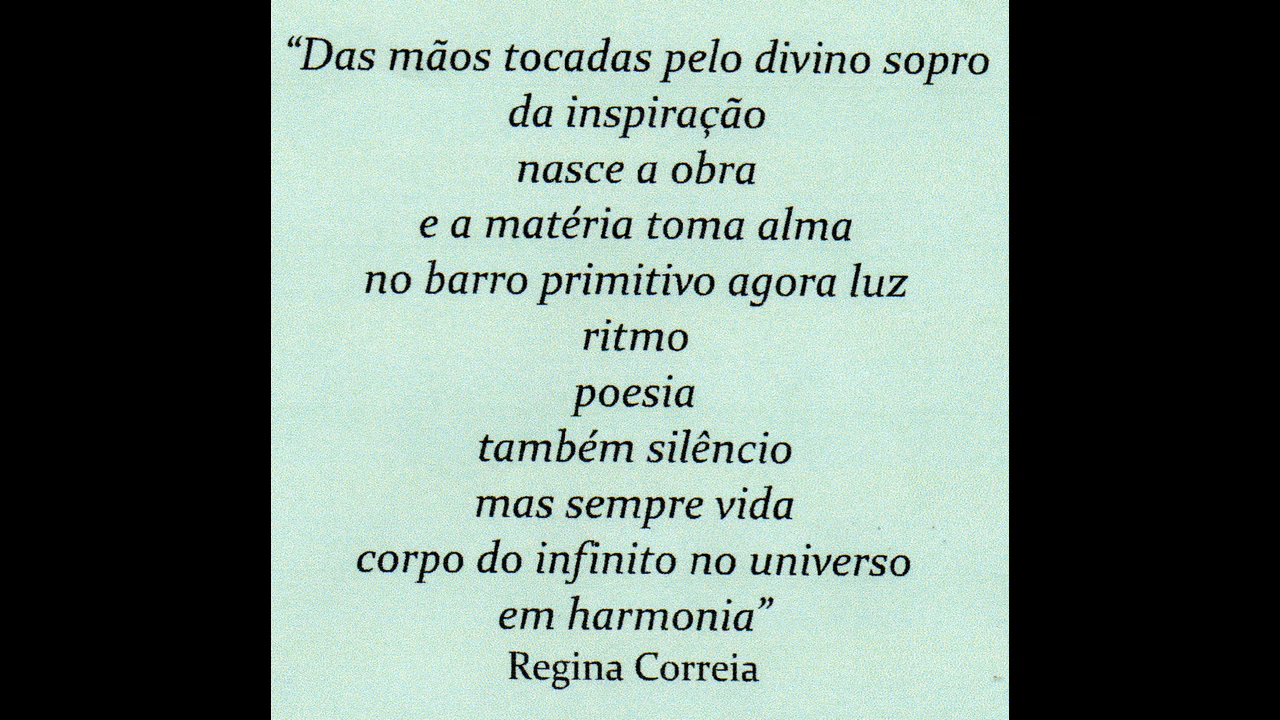 “Das mãos tocadas pelo divino sopro
da inspiração
nasce a obra
e a matéria toma alma
no barro primitivo agora luz
ritmo
poesia
também silêncio
mas sempre vida
corpo do infinito no universo
em harmonia”
Regina Correia